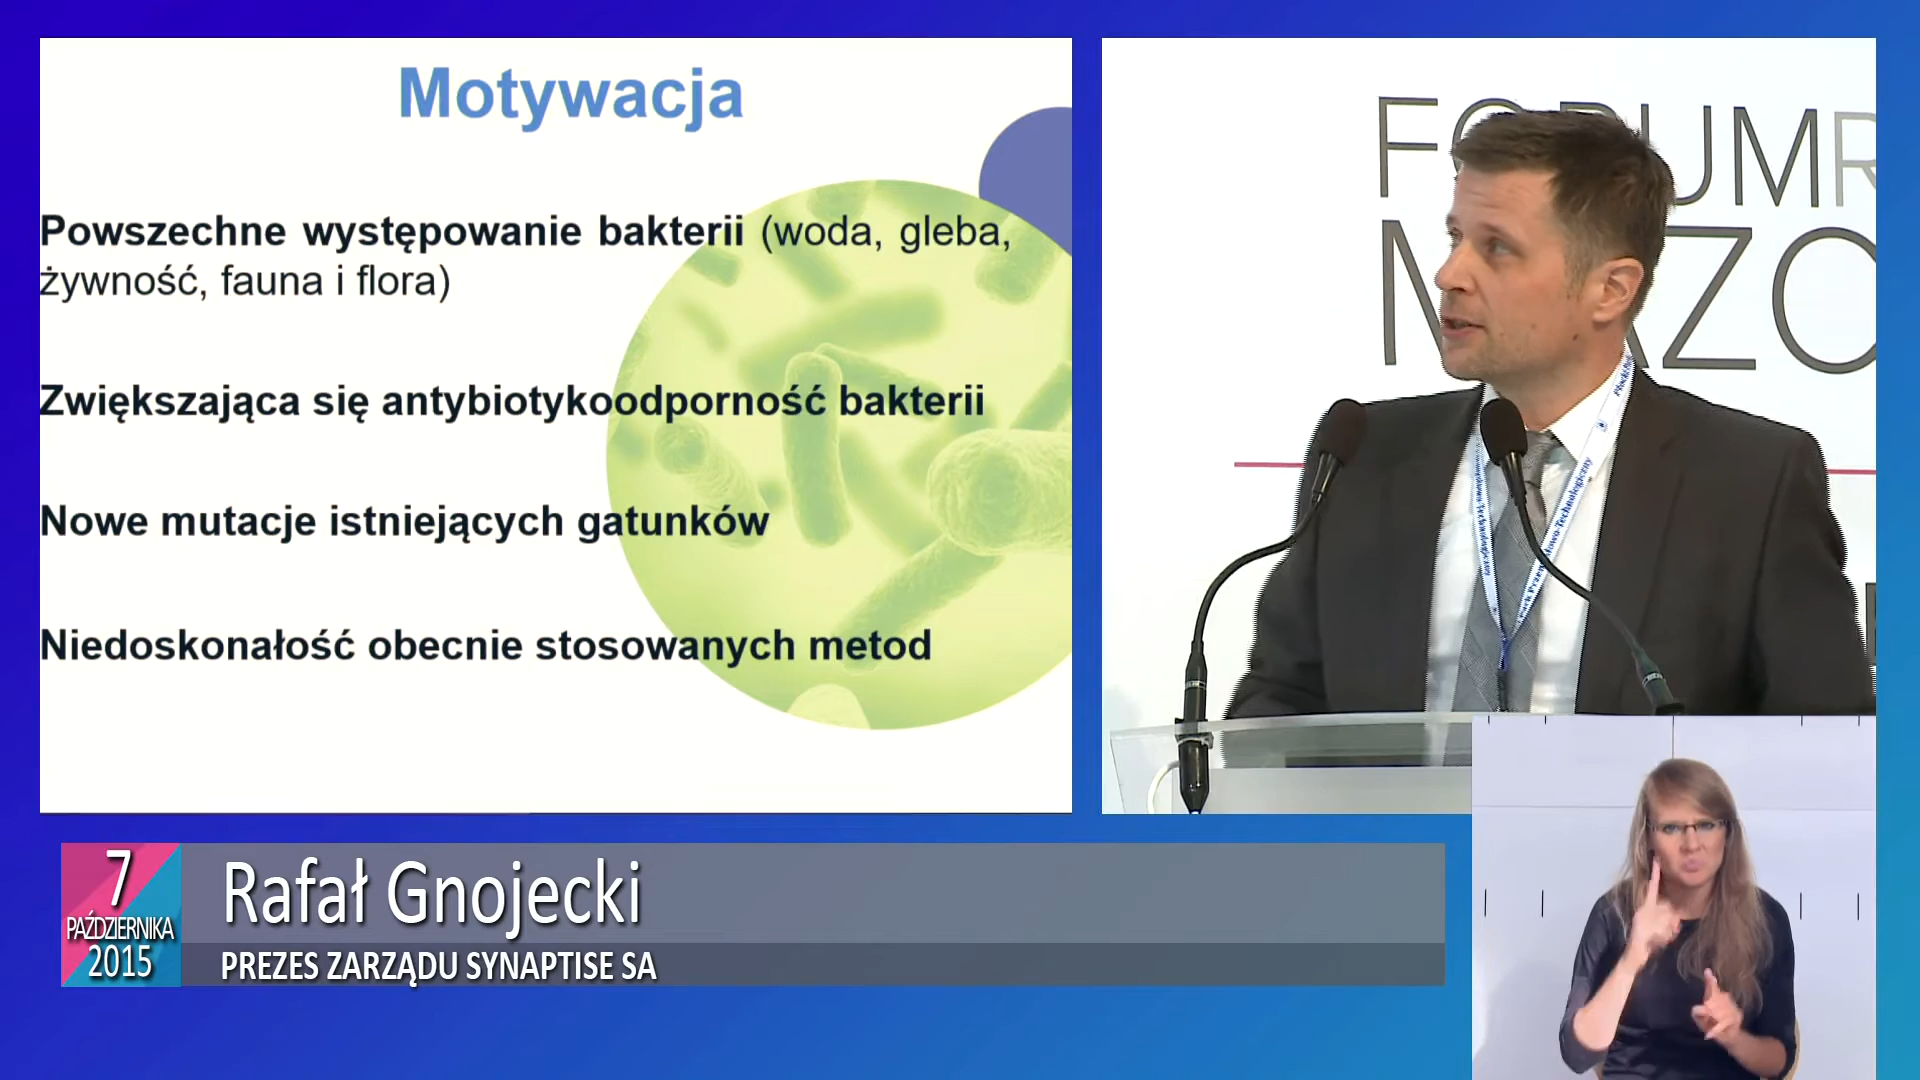 Motywacja
Powszechne występowanie bakterii (woda, gleba,
żywność, fauna i flora)
Zwiększająca się antybiotykoodporność bakterii
Nowe mutacje istniejących gatunków
Niedoskonałość obecnie stosowanych metod
7
PAŹDZIERNIKA
2015
Rafał Gnojecki
PREZES ZARZĄDU SYNAPTISE SA